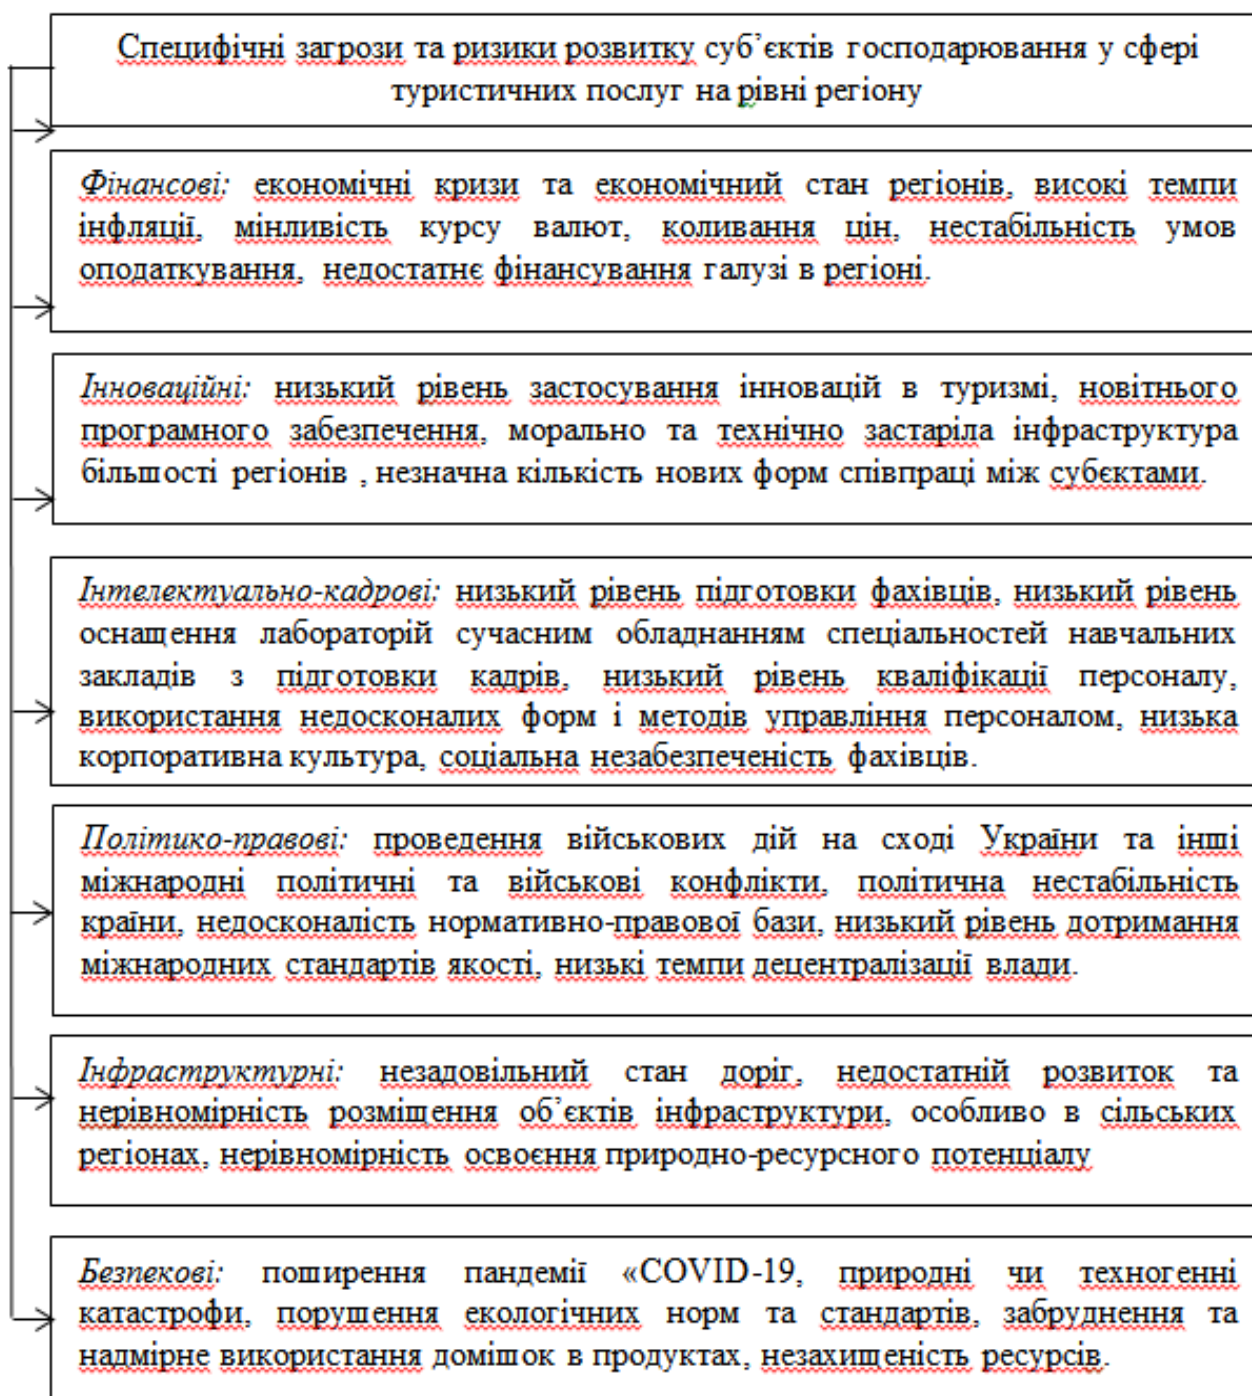 Специфічні загрози та ризики розвитку суб’єктів господарювання у сфері
туристичних послуг на рівні регіону
Фінансові: економічні кризи та економічний стан регіонів, високі темпи
інфляції, мінливість курсу валют, коливання цін, нестабільність умов
оподаткування, недостатнє фінансування галузі в регіоні.
Інноваційні: низький рівень застосування інновацій в туризмі, новітнього
програмного забезпечення, морально та технічно застаріла інфраструктура
більшості регіонів , незначна кількість нових форм співпраці між субєктами.
Інтелектуально-кадрові: низький рівень підготовки фахівців, низький рівень
оснащення лабораторій сучасним обладнанням спеціальностей навчальних
закладів з підготовки кадрів, низький рівень кваліфікації персоналу,
використання недосконалих форм і методів управління персоналом, низька
корпоративна культура, соціальна незабезпеченість фахівців.
Політико-правові: проведення військових дій на сході України та інші
міжнародні політичні та військові конфлікти, політична нестабільність
країни, недосконалість нормативно-правової бази, низький рівень дотримання
міжнародних стандартів якості, низькі темпи децентралізації влади.
Інфраструктурні: незадовільний стан доріг, недостатній розвиток та
нерівномірність розміщення об’єктів інфраструктури, особливо в сільських
регіонах, нерівномірність освоєння природно-ресурсного потенціалу
Безпекові: поширення пандемії «COVID-19, природні чи техногенні
катастрофи, порушення екологічних норм та стандартів, забруднення та
надмірне використання домішок в продуктах, незахищеність ресурсів.